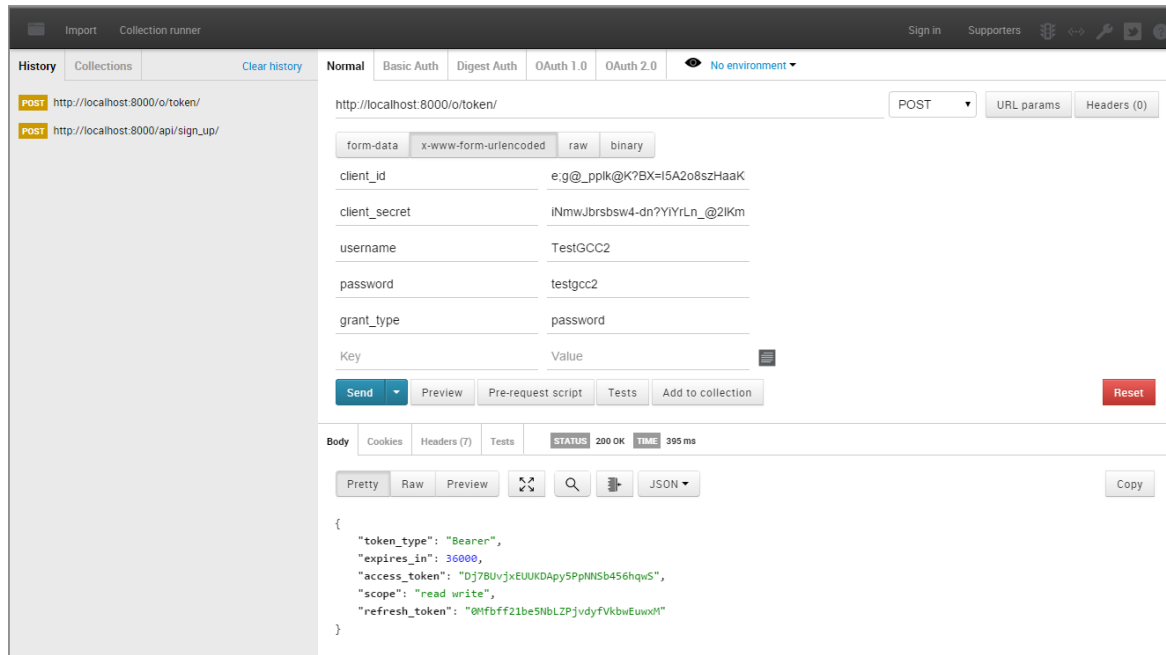 Import Collection runner Sign in Supporters
History Collections Clear history Normal Basic Auth Digest Auth OAuth 1.0 OAuth 2.0 No environment
POST http://localhost:8000/o/token/
POST http://localhost:8000/api/sign_up/
http://localhost:8000/o/token/ POST URL params Headers (0)
form-data x-www-form-urlencoded raw binary
client_id e;g@_pplk@K?BX=I5A2o8szHaaK
client_secret iNmwJbrsbsw4-dn?YiYrLn_@2IKm
username TestGCC2
password testgcc2
grant_type password
Key Value
Send Preview Pre-request script Tests Add to collection Reset
Body Cookies Headers (7) Tests STATUS 200 OK TIME 395 ms
Pretty Raw Preview JSON Copy
{
"token_type": "Bearer",
"expires_in": 36000,
"access_token": "Dj7BUvjxEUUKDApy5PpNNSb456hqwS",
"scope": "read write",
"refresh_token": "0Mfbff21be5NbLZPjvdyfVkbwEuwxM"
}